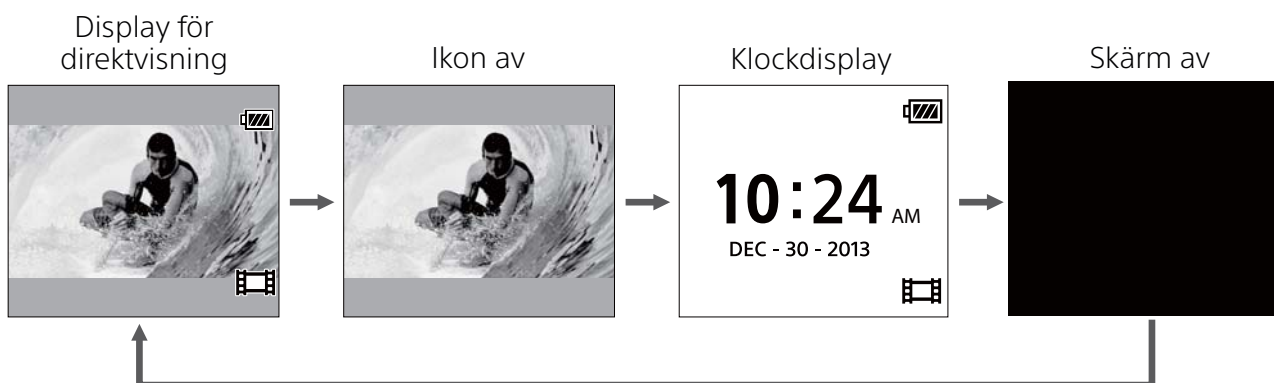 Display för
direktvisning
Ikon av
Klockdisplay
Skärm av
10:24 AM
DEC - 30 - 2013